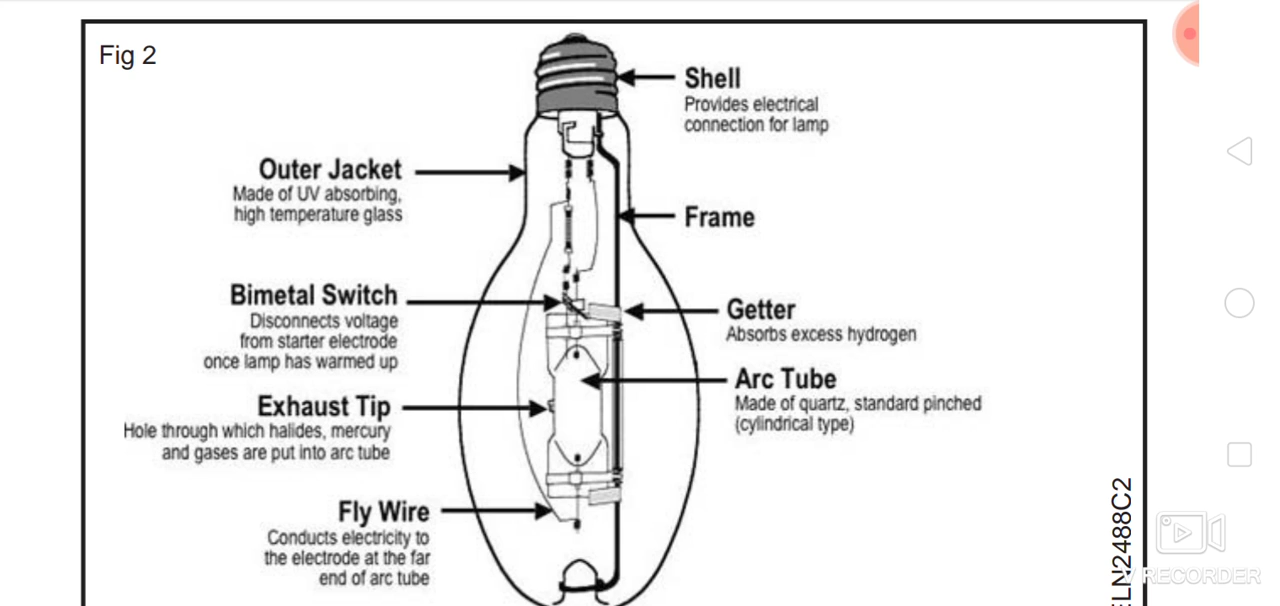 Fig 2
Shell
Provides electrical
connection for lamp
Outer Jacket
Made of UV absorbing,
high temperature glass
Frame
Bimetal Switch
Disconnects voltage
from starter electrode
once lamp has warmed up
Getter
Absorbs excess hydrogen
Arc Tube
Made of quartz, standard pinched
(cylindrical type)
Exhaust Tip
Hole through which halides, mercury
and gases are put into arc tube
Fly Wire
Conducts electricity to
the electrode at the far
end of arc tube
ELN2488C2
V RECORDER